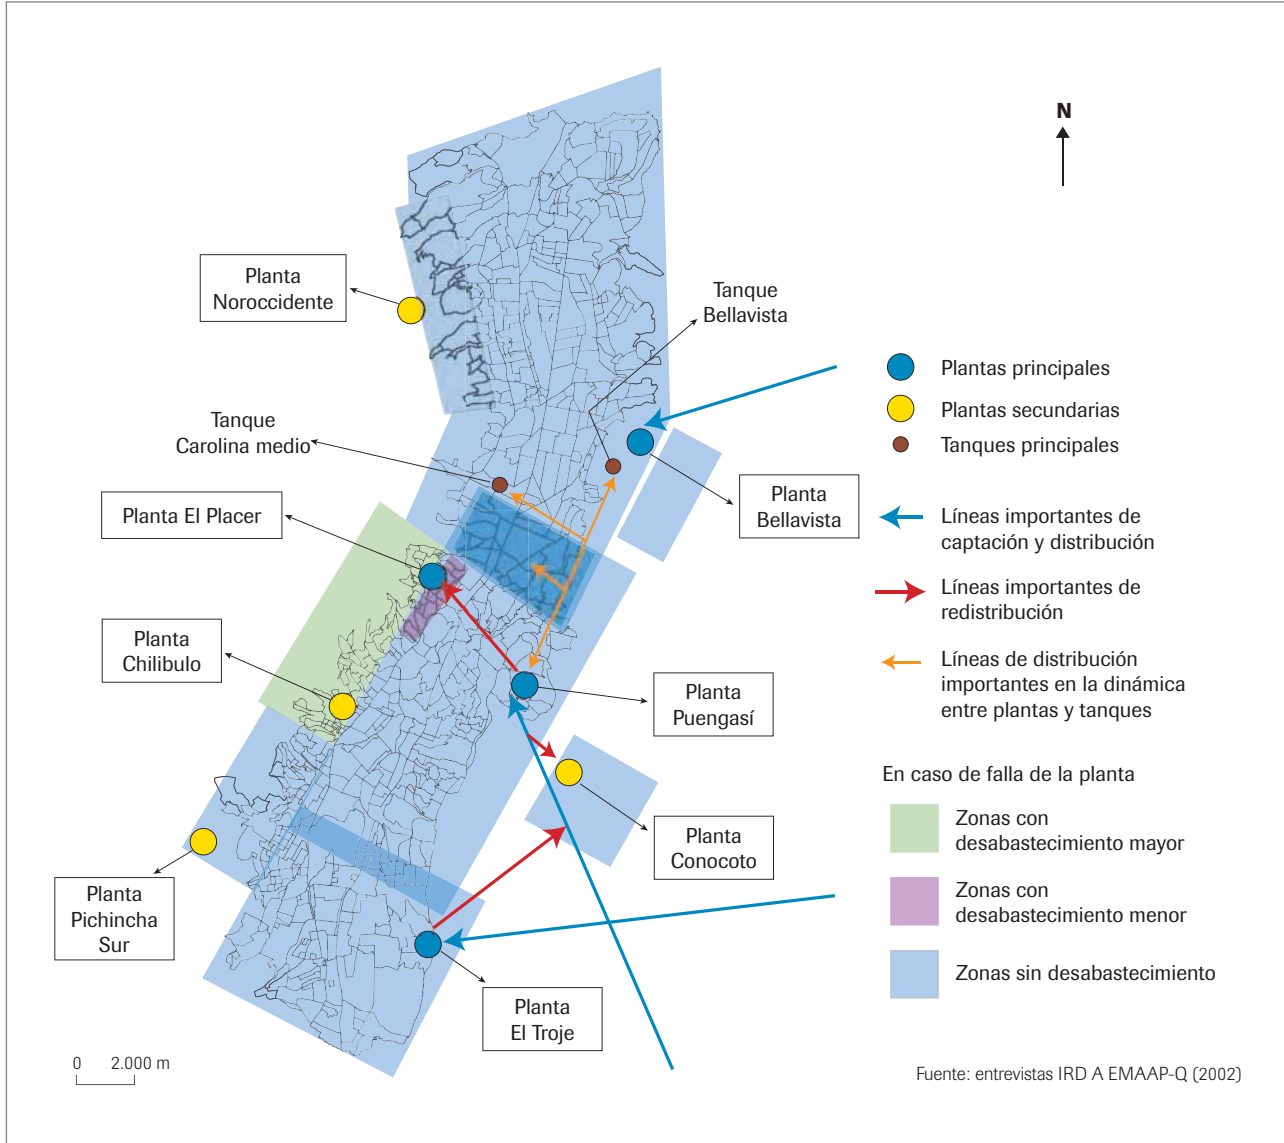 N
Planta
Noroccidente
Tanque
Bellavista
Tanque
Carolina medio
Planta El Placer
Planta
Bellavista
Planta
Chilibulo
Planta
Puengasí
Planta
Conocoto
Planta
Pichincha
Sur
Planta
El Troje
0 2.000 m
Plantas principales
Plantas secundarias
Tanques principales
Líneas importantes de
captación y distribución
Líneas importantes de
redistribución
Líneas de distribución
importantes en la dinámica
entre plantas y tanques
En caso de falla de la planta
Zonas con
desabastecimiento mayor
Zonas con
desabastecimiento menor
Zonas sin desabastecimiento
Fuente: entrevistas IRD A EMAAP-Q (2002)